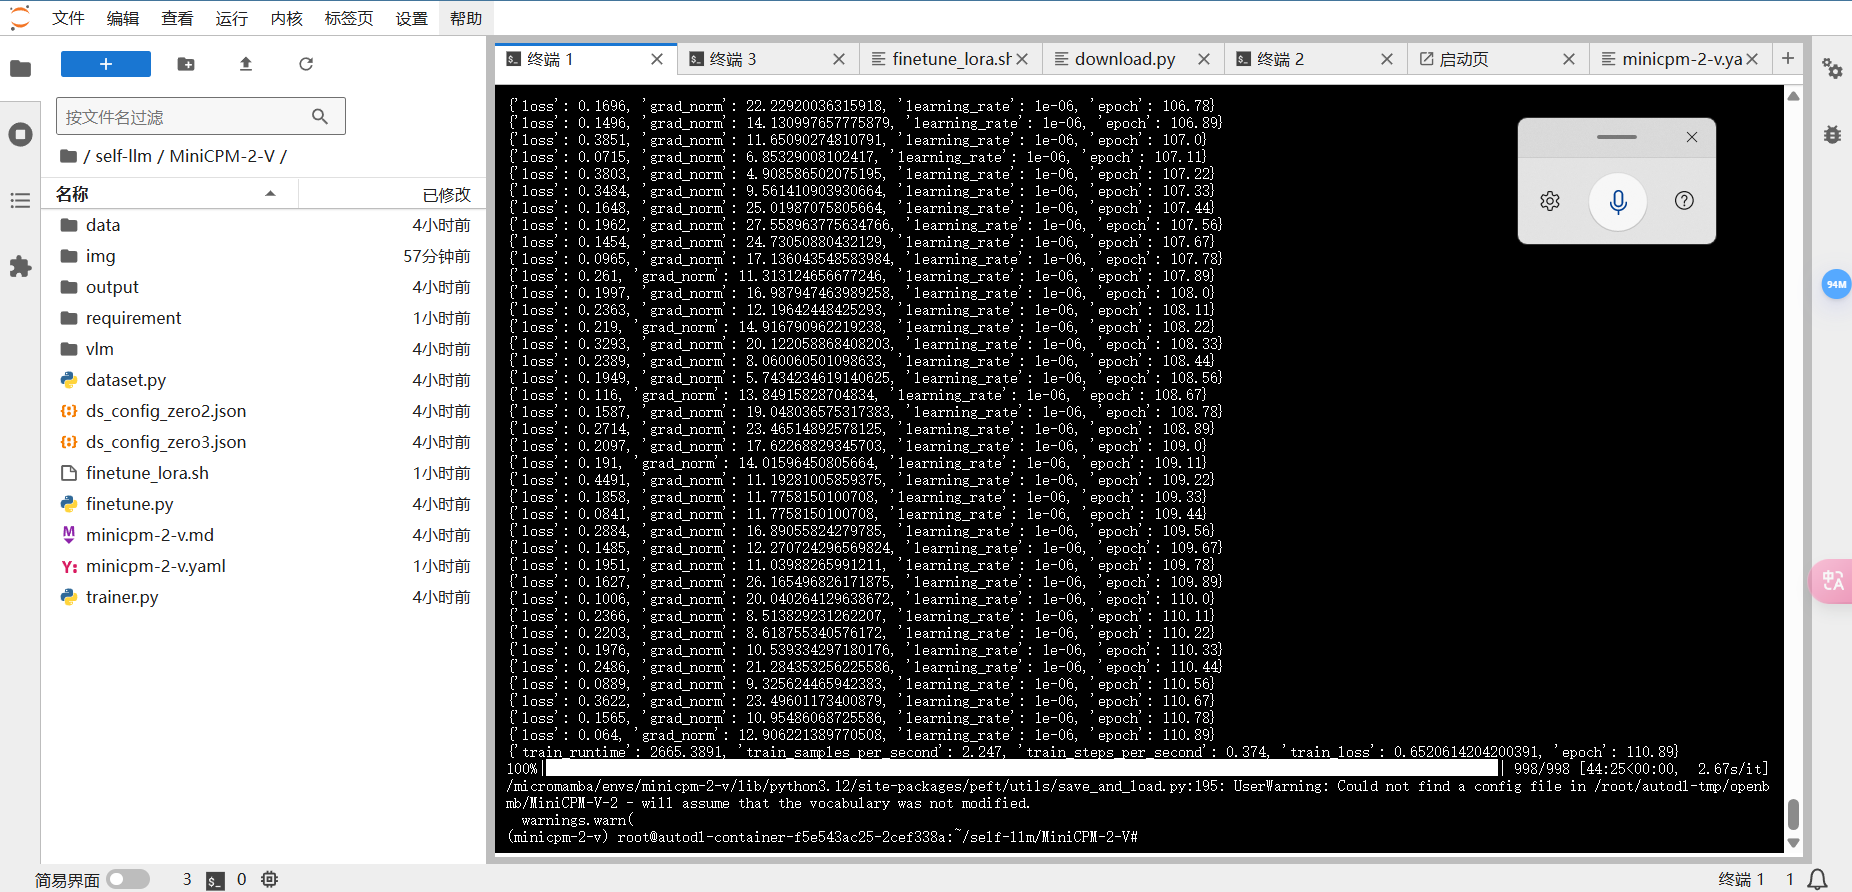 文件 编辑 查看 运行 内核 标签页 设置 帮助
+
按文件名过滤
/ self-llm / MiniCPM-2-V /
名称 已修改
data 4小时前
img 57分钟前
output 4小时前
requirement 1小时前
vlm 4小时前
dataset.py 4小时前
ds_config_zero2.json 4小时前
ds_config_zero3.json 4小时前
finetune_lora.sh 1小时前
finetune.py 4小时前
minicpm-2-v.md 4小时前
minicpm-2-v.yaml 1小时前
trainer.py 4小时前
终端 1 终端 3 finetune_lora.sh download.py 终端 2 启动页 minicpm-2-v.ya
{'loss': 0.1696, 'grad_norm': 22.22920036315918, 'learning_rate': 1e-06, 'epoch': 106.78}
{'loss': 0.1496, 'grad_norm': 14.130997657775879, 'learning_rate': 1e-06, 'epoch': 106.89}
{'loss': 0.3851, 'grad_norm': 11.65090274810791, 'learning_rate': 1e-06, 'epoch': 107.0}
{'loss': 0.0715, 'grad_norm': 6.85329008102417, 'learning_rate': 1e-06, 'epoch': 107.11}
{'loss': 0.3803, 'grad_norm': 4.908586502075195, 'learning_rate': 1e-06, 'epoch': 107.22}
{'loss': 0.3484, 'grad_norm': 9.561410903930664, 'learning_rate': 1e-06, 'epoch': 107.33}
{'loss': 0.1648, 'grad_norm': 25.01987075805664, 'learning_rate': 1e-06, 'epoch': 107.44}
{'loss': 0.1962, 'grad_norm': 27.558963775634766, 'learning_rate': 1e-06, 'epoch': 107.56}
{'loss': 0.1454, 'grad_norm': 24.73050880432129, 'learning_rate': 1e-06, 'epoch': 107.67}
{'loss': 0.0965, 'grad_norm': 17.136043548583984, 'learning_rate': 1e-06, 'epoch': 107.78}
{'loss': 0.261, 'grad_norm': 11.313124656677246, 'learning_rate': 1e-06, 'epoch': 107.89}
{'loss': 0.1997, 'grad_norm': 16.987947463989258, 'learning_rate': 1e-06, 'epoch': 108.0}
{'loss': 0.2363, 'grad_norm': 12.19642448425293, 'learning_rate': 1e-06, 'epoch': 108.11}
{'loss': 0.219, 'grad_norm': 14.916790962219238, 'learning_rate': 1e-06, 'epoch': 108.22}
{'loss': 0.3293, 'grad_norm': 20.122058868408203, 'learning_rate': 1e-06, 'epoch': 108.33}
{'loss': 0.2389, 'grad_norm': 8.060060501098633, 'learning_rate': 1e-06, 'epoch': 108.44}
{'loss': 0.1949, 'grad_norm': 5.7434234619140625, 'learning_rate': 1e-06, 'epoch': 108.56}
{'loss': 0.116, 'grad_norm': 13.84915828704834, 'learning_rate': 1e-06, 'epoch': 108.67}
{'loss': 0.1587, 'grad_norm': 19.048036575317383, 'learning_rate': 1e-06, 'epoch': 108.78}
{'loss': 0.2714, 'grad_norm': 23.46514892578125, 'learning_rate': 1e-06, 'epoch': 108.89}
{'loss': 0.2097, 'grad_norm': 17.62268829345703, 'learning_rate': 1e-06, 'epoch': 109.0}
{'loss': 0.191, 'grad_norm': 14.01596450805664, 'learning_rate': 1e-06, 'epoch': 109.11}
{'loss': 0.4491, 'grad_norm': 11.19281005859375, 'learning_rate': 1e-06, 'epoch': 109.22}
{'loss': 0.1858, 'grad_norm': 11.7758150100708, 'learning_rate': 1e-06, 'epoch': 109.33}
{'loss': 0.0841, 'grad_norm': 11.7758150100708, 'learning_rate': 1e-06, 'epoch': 109.44}
{'loss': 0.2884, 'grad_norm': 16.89055824279785, 'learning_rate': 1e-06, 'epoch': 109.56}
{'loss': 0.1485, 'grad_norm': 12.270724296569824, 'learning_rate': 1e-06, 'epoch': 109.67}
{'loss': 0.1951, 'grad_norm': 11.03988265991211, 'learning_rate': 1e-06, 'epoch': 109.78}
{'loss': 0.1627, 'grad_norm': 26.165496826171875, 'learning_rate': 1e-06, 'epoch': 109.89}
{'loss': 0.1006, 'grad_norm': 20.040264129638672, 'learning_rate': 1e-06, 'epoch': 110.0}
{'loss': 0.2366, 'grad_norm': 8.513829231262207, 'learning_rate': 1e-06, 'epoch': 110.11}
{'loss': 0.2203, 'grad_norm': 8.618755340576172, 'learning_rate': 1e-06, 'epoch': 110.22}
{'loss': 0.1976, 'grad_norm': 10.539334297180176, 'learning_rate': 1e-06, 'epoch': 110.33}
{'loss': 0.2486, 'grad_norm': 21.284353256225586, 'learning_rate': 1e-06, 'epoch': 110.44}
{'loss': 0.0889, 'grad_norm': 9.325624465942383, 'learning_rate': 1e-06, 'epoch': 110.56}
{'loss': 0.3622, 'grad_norm': 23.49601173400879, 'learning_rate': 1e-06, 'epoch': 110.67}
{'loss': 0.1565, 'grad_norm': 10.95486068725586, 'learning_rate': 1e-06, 'epoch': 110.78}
{'loss': 0.064, 'grad_norm': 12.906221389770508, 'learning_rate': 1e-06, 'epoch': 110.89}
{'train_runtime': 2665.3891, 'train_samples_per_second': 2.247, 'train_steps_per_second': 0.374, 'train_loss': 0.6520614204200391, 'epoch': 110.89}
100%| | 998/998 [44:25<00:00, 2.67s/it]
/micromamba/envs/minicpm-2-v/lib/python3.12/site-packages/peft/utils/save_and_load.py:195: UserWarning: Could not find a config file in /root/autodl-tmp/openb
mb/MiniCPM-V-2 - will assume that the vocabulary was not modified.
warnings.warn(
(minicpm-2-v) root@autodl-container-f5e543ac25-2cef338a:~/self-llm/MiniCPM-2-V#
94M
中A
简易界面 3 0 终端 1 1